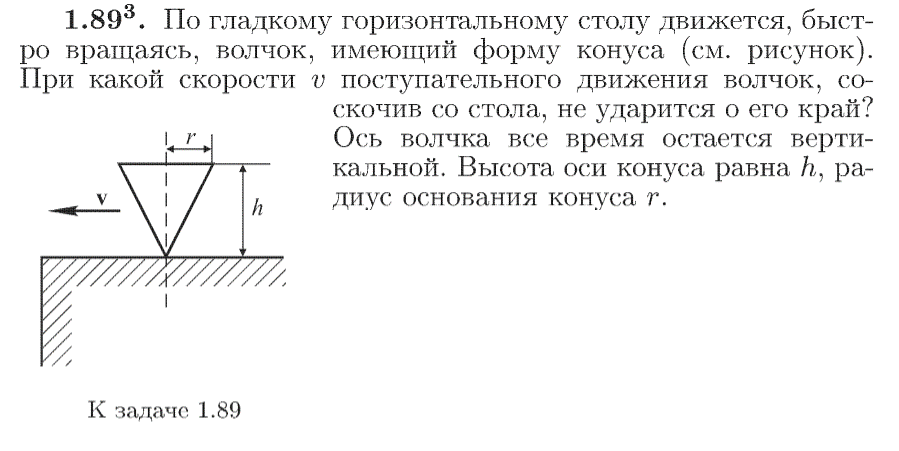 1.89³. По гладкому горизонтальному столу движется, быст-
ро вращаясь, волчок, имеющий форму конуса (см. рисунок).
При какой скорости v поступательного движения волчок, со-
скочив со стола, не ударится о его край?
Ось волчка все время остается верти-
кальной. Высота оси конуса равна h, ра-
диус основания конуса r.
r
v
h
К задаче 1.89